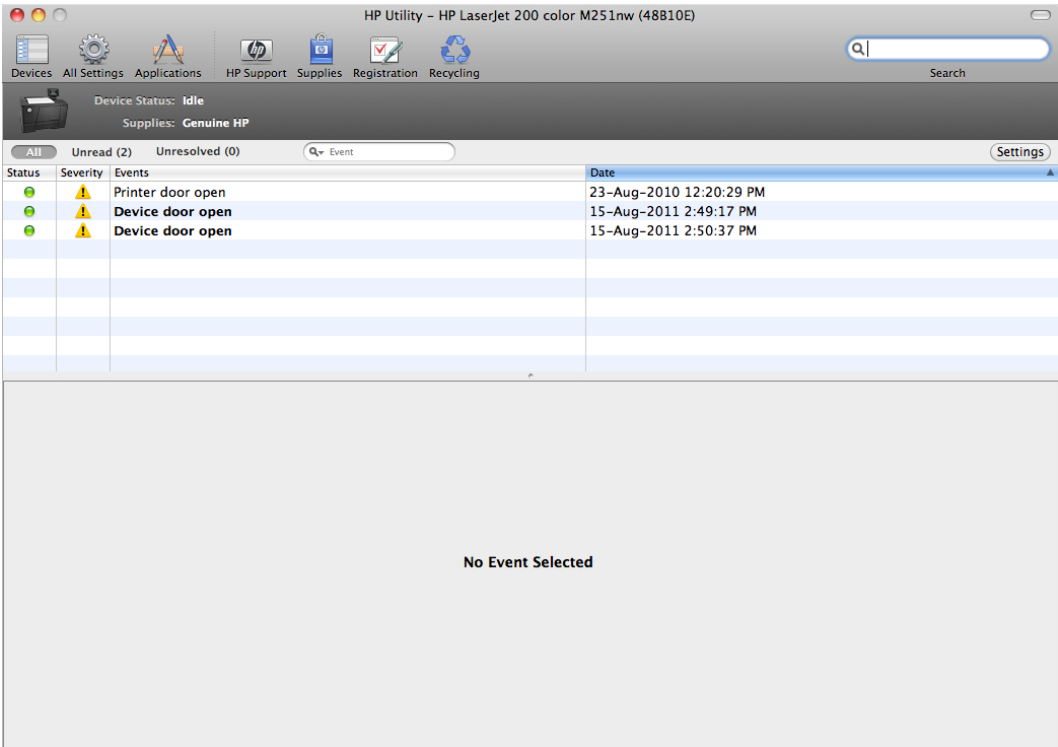 HP Utility – HP LaserJet 200 color M251nw (48B10E)
Devices All Settings Applications HP Support Supplies Registration Recycling Search
Device Status: Idle
Supplies: Genuine HP
All Unread (2) Unresolved (0) Event Settings
Status Severity Events Date
Printer door open 23-Aug-2010 12:20:29 PM
Device door open 15-Aug-2011 2:49:17 PM
Device door open 15-Aug-2011 2:50:37 PM
No Event Selected